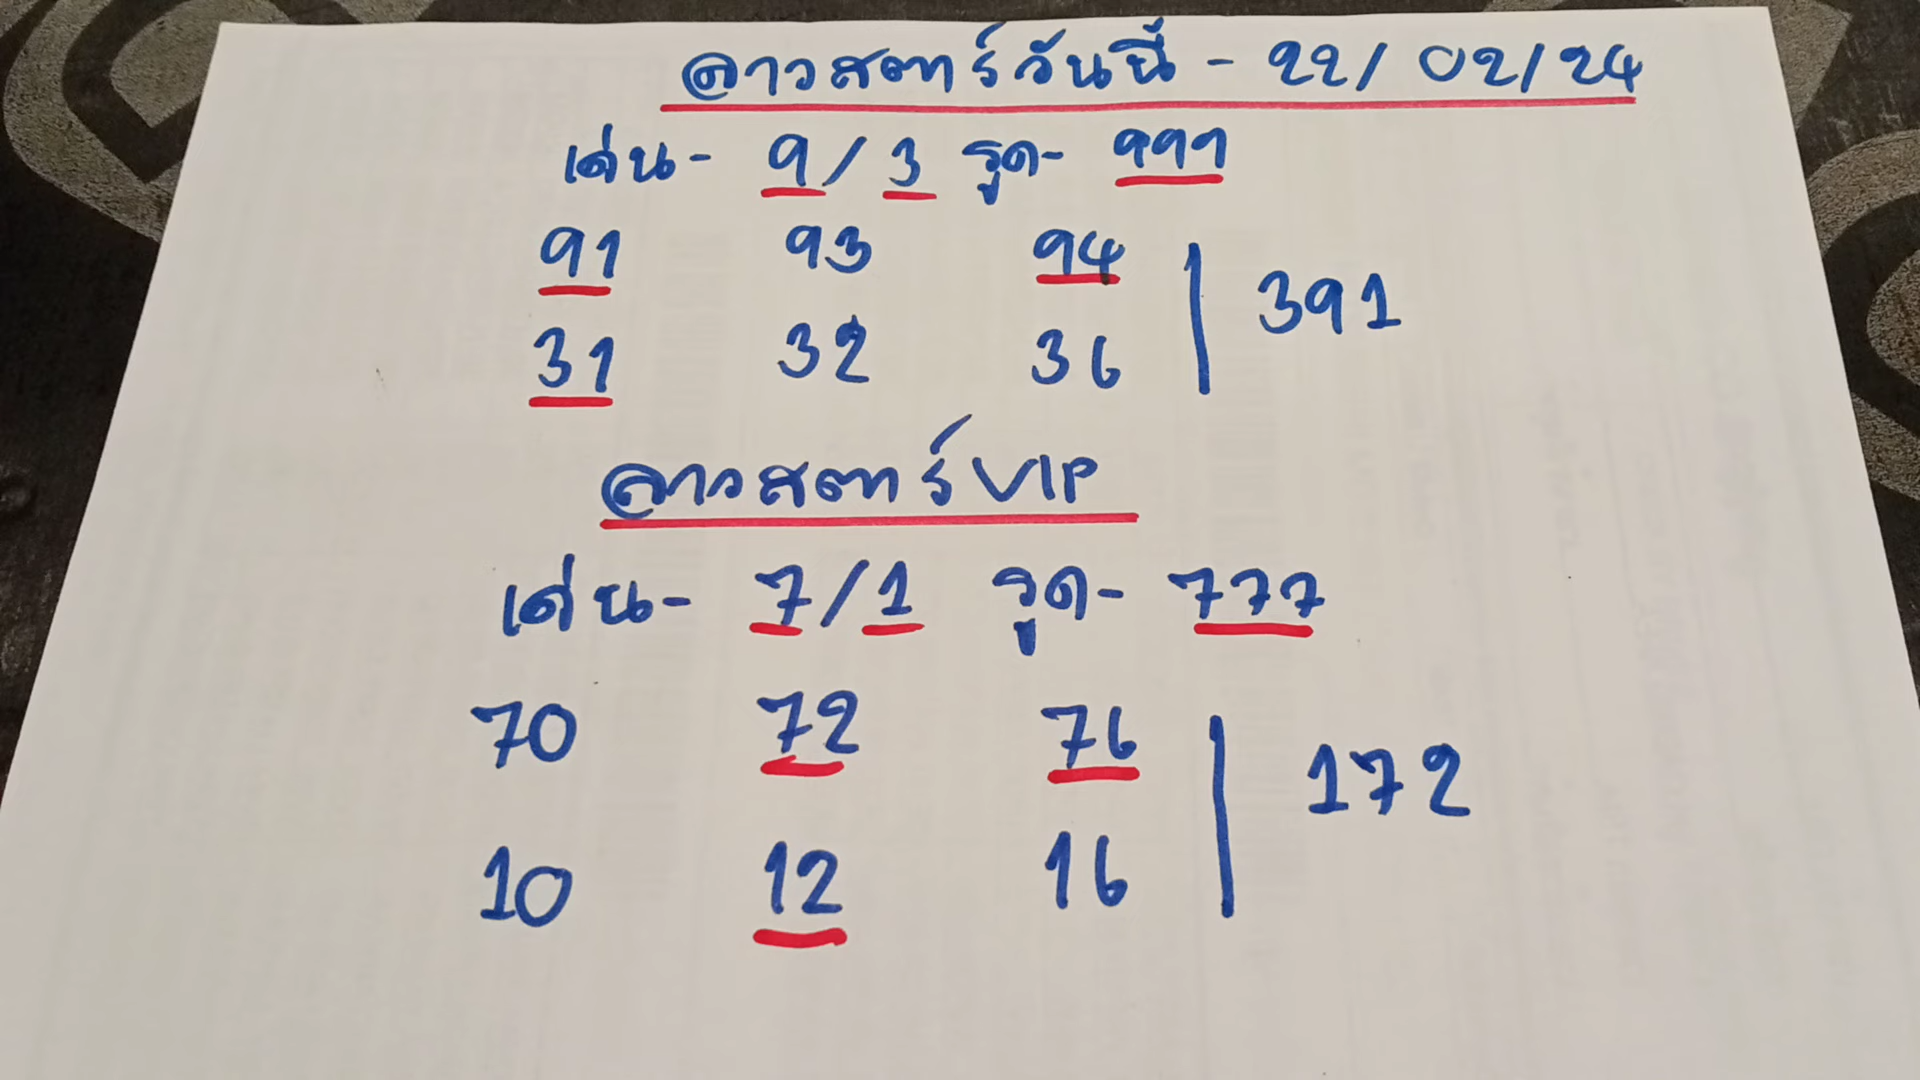 ลาวสตาร์วันนี้ - 22/02/24
เด่น- 9/3 รูด- 999
91 93 94
391
31 32 36
ลาวสตาร์ VIP
เด่น- 7/1 รูด- 777
70 72 76
172
10 12 16